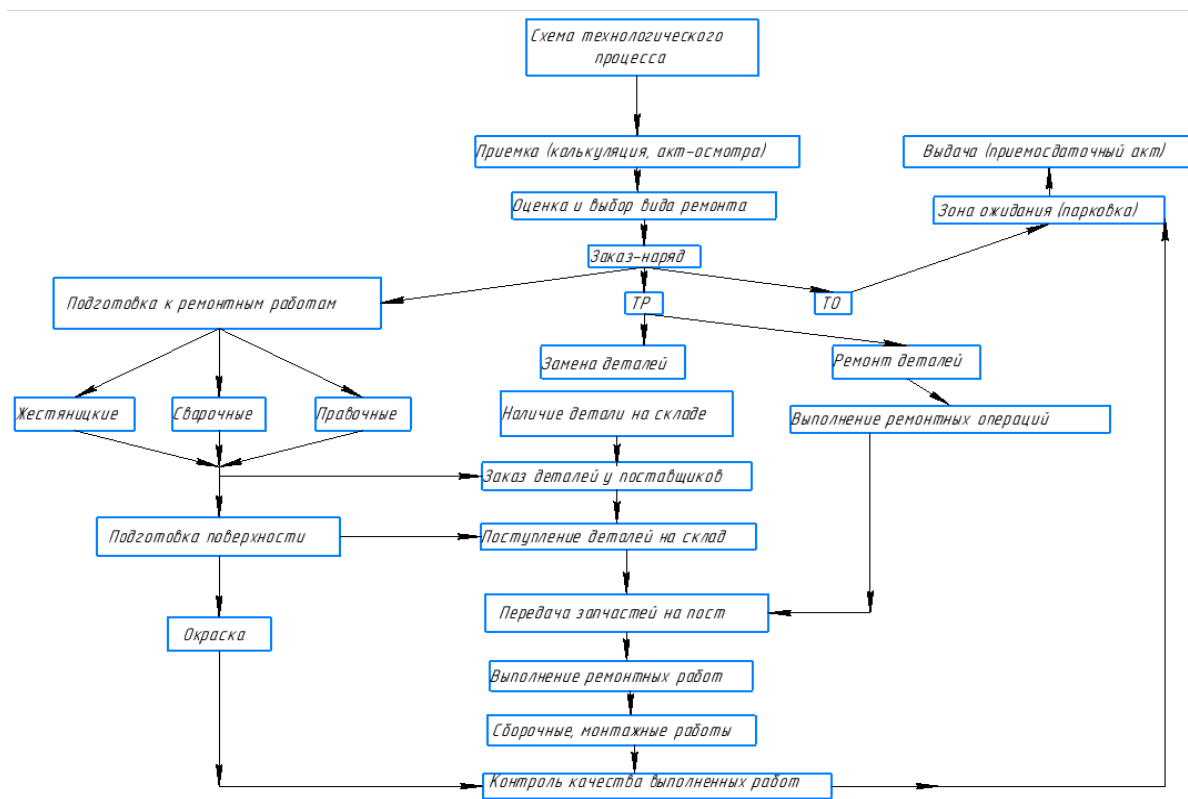 Схема технологического
процесса
Приемка (калькуляция, акт-осмотра)
Выдача (приемосдаточный акт)
Оценка и выбор вида ремонта
Зона ожидания (парковка)
Заказ-наряд
Подготовка к ремонтным работам
ТР
ТО
Замена деталей
Ремонт деталей
Жестяницкие
Сварочные
Правочные
Наличие детали на складе
Выполнение ремонтных операций
Заказ деталей у поставщиков
Подготовка поверхности
Поступление деталей на склад
Передача запчастей на пост
Окраска
Выполнение ремонтных работ
Сборочные, монтажные работы
Контроль качества выполненных работ